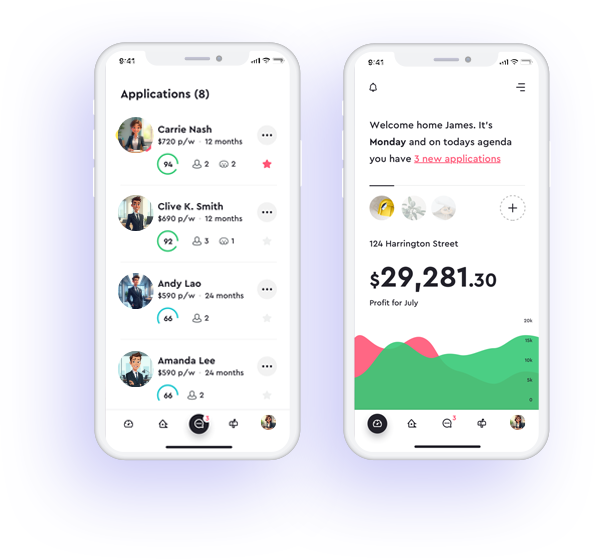 9:41
Applications (8)
Carrie Nash
$720 p/w · 12 months
94 2 2
Clive K. Smith
$690 p/w · 12 months
92 3 1
Andy Lao
$590 p/w · 24 months
66 2
Amanda Lee
$590 p/w · 24 months
66 2
3
9:41
Welcome home James. It's
Monday and on todays agenda
you have 3 new applications
124 Harrington Street
$29,281.30
Profit for July
20k
15k
10k
5k
0
3